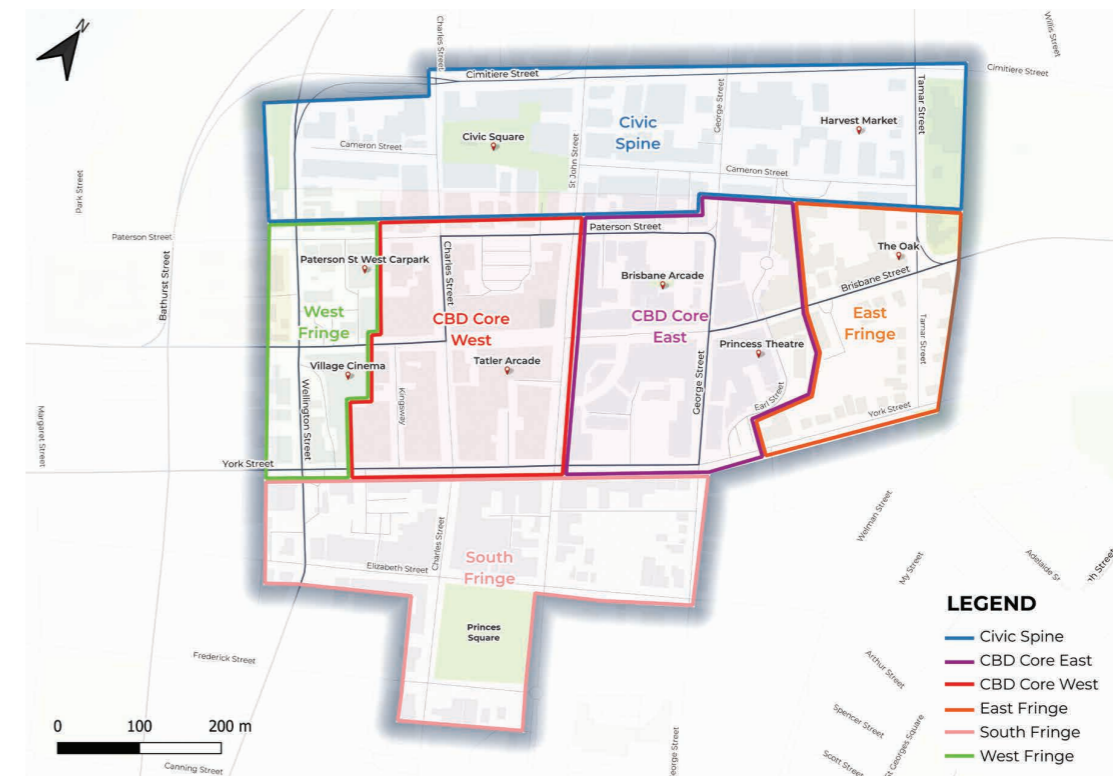 N
Charles Street
Willis Street
Cimitiere Street
Cimitiere Street
Tamar Street
George Street
Harvest Market
Civic
Spine
Civic Square
St John Street
Cameron Street
Cameron Street
Park Street
Paterson Street
Paterson Street
Bathurst Street
Charles Street
Paterson St West Carpark
Brisbane Arcade
The Oak
Brisbane Street
West
Fringe
CBD Core
West
CBD Core
East
East
Fringe
Tamar Street
Princess Theatre
Village Cinema
Tatler Arcade
George Street
Kingsway
Wellington Street
Earl Street
York Street
Margaret Street
York Street
Charles Street
Welman Street
South
Fringe
Elizabeth Street
My Street
Adelaide St
h Street
Princes
Square
Frederick Street
Arthur Street
Spencer Street
St Georges Square
Scott Street
eorge Street
Canning Street
0 100 200 m
LEGEND
Civic Spine
CBD Core East
CBD Core West
East Fringe
South Fringe
West Fringe